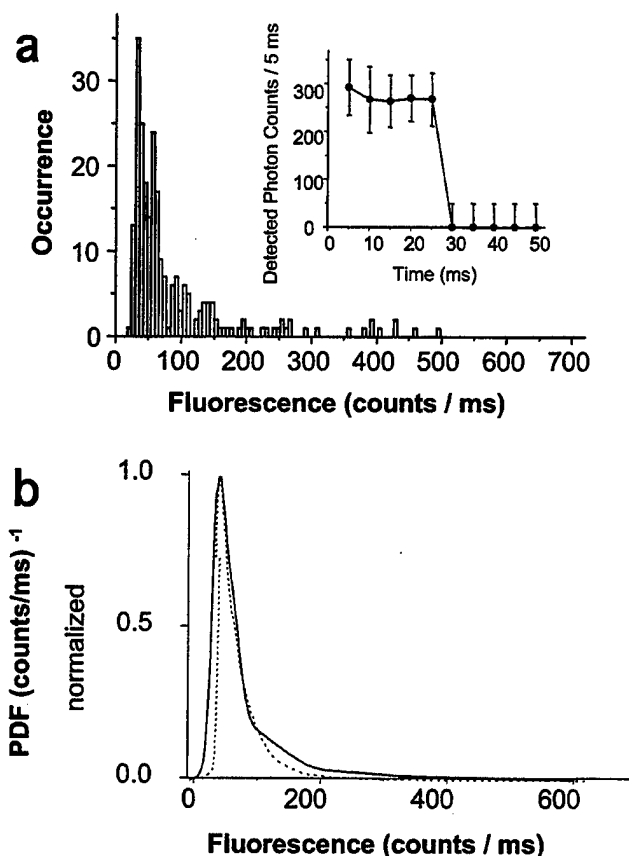 a
Occurrence
30
20
10
0
0 100 200 300 400 500 600 700
Fluorescence (counts / ms)
Detected Photon Counts / 5 ms
300
200
100
0
0 10 20 30 40 50
Time (ms)
b
PDF (counts/ms) -1
normalized
1.0
0.5
0.0
0 200 400 600
Fluorescence (counts / ms)